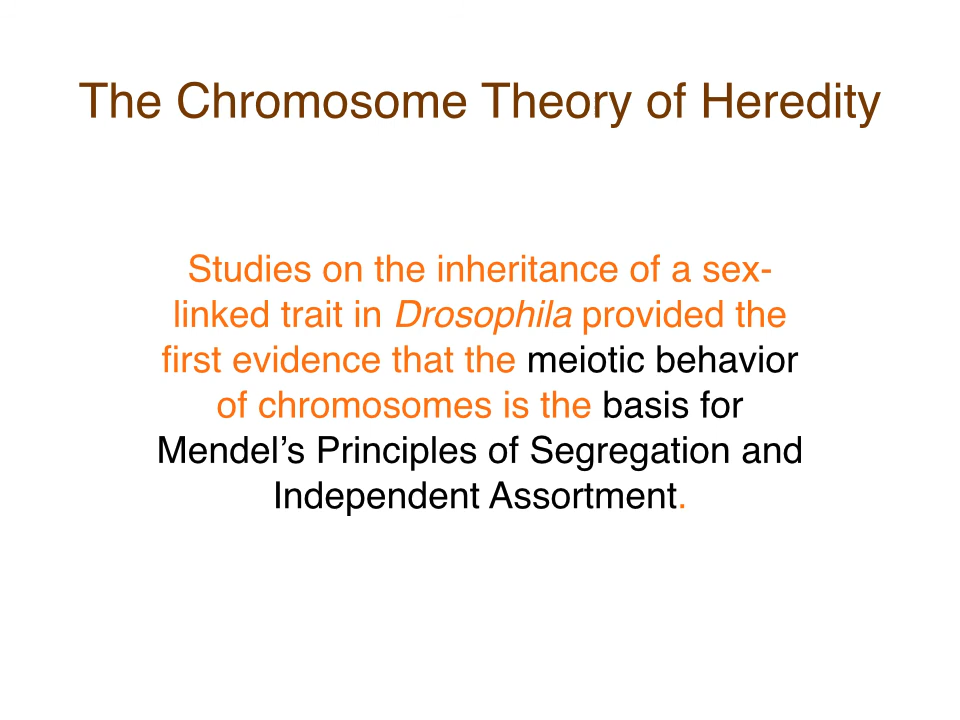 The Chromosome Theory of Heredity
Studies on the inheritance of a sex-
linked trait in Drosophila provided the
first evidence that the meiotic behavior
of chromosomes is the basis for
Mendel’s Principles of Segregation and
Independent Assortment.